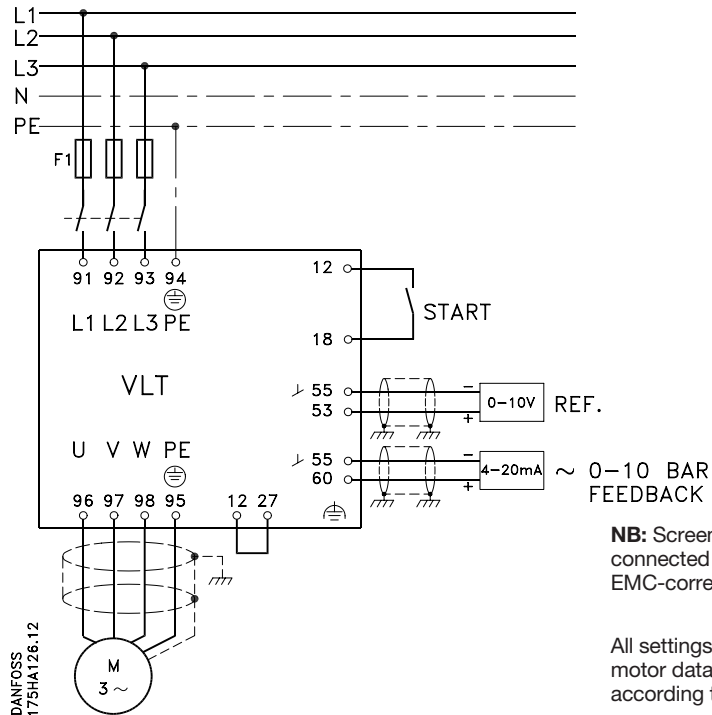 L1
L2
L3
N
PE
F1
91 92 93 94
L1 L2 L3 PE
VLT
12
START
18
55
53
− 0−10V +
REF.
55
60
− 4−20mA +
~ 0−10 BAR
FEEDBACK
U V W PE
96 97 98 95
12 27
M
3 ~
DANFOSS
175HA126.12
NB: Screen
connected
EMC-corre
All settings
motor data
according